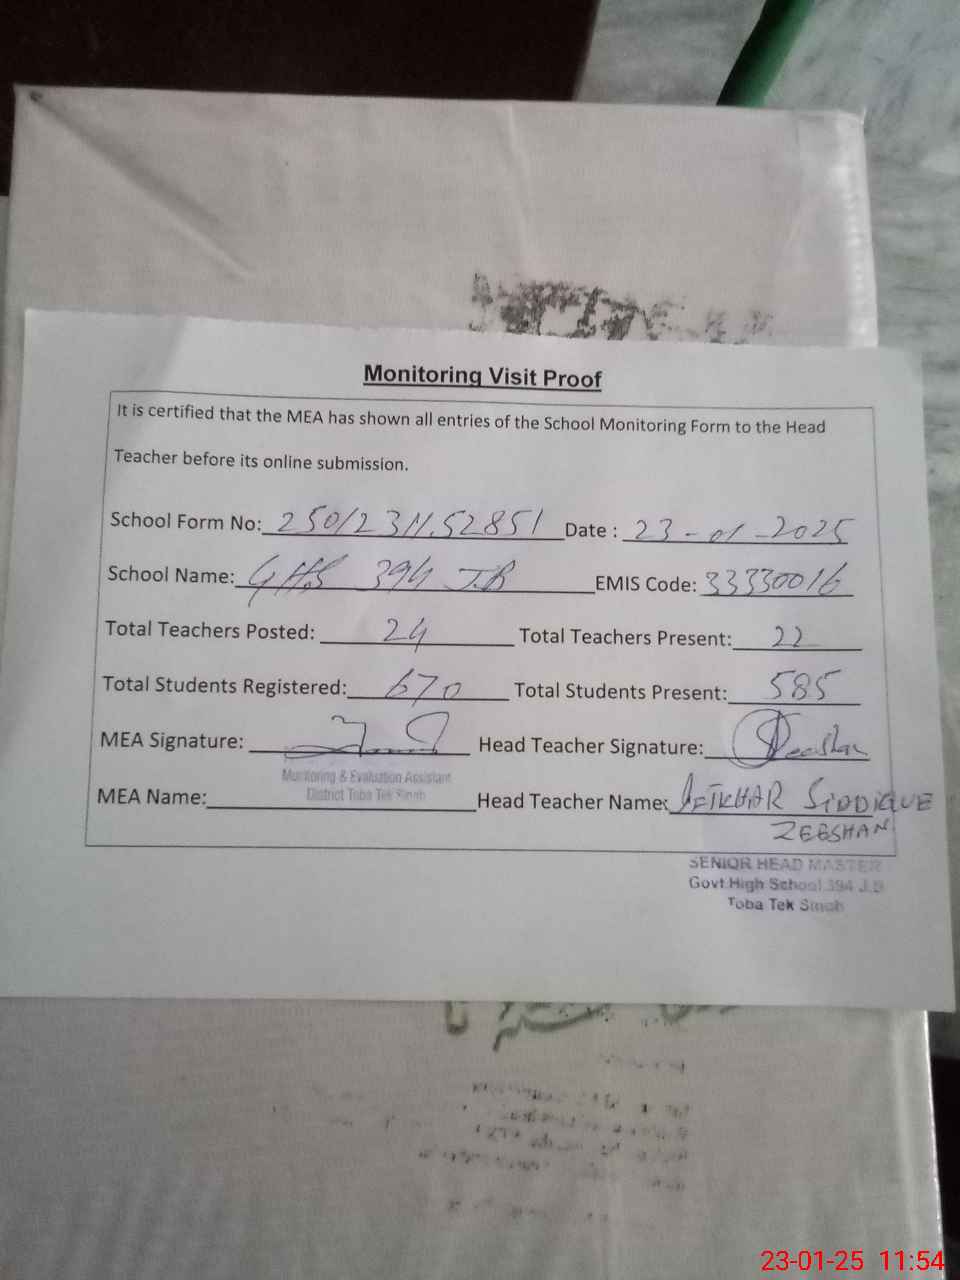 Monitoring Visit Proof
It is certified that the MEA has shown all entries of the School Monitoring Form to the Head
Teacher before its online submission.
School Form No: Date : 23-01-2025
School Name: GHS 394 J.B EMIS Code: 33330016
Total Teachers Posted: 24 Total Teachers Present: 22
Total Students Registered: 670 Total Students Present: 585
MEA Signature: Head Teacher Signature: Zeeshan
Monitoring & Evaluation Assistant
District Toba Tek Singh
MEA Name: Head Teacher Name: IFTKHAR SIDDIQUE
ZEESHAN
SENIOR HEAD MASTER
Govt.High School 394 J.B
Toba Tek Singh
23-01-25 11:54